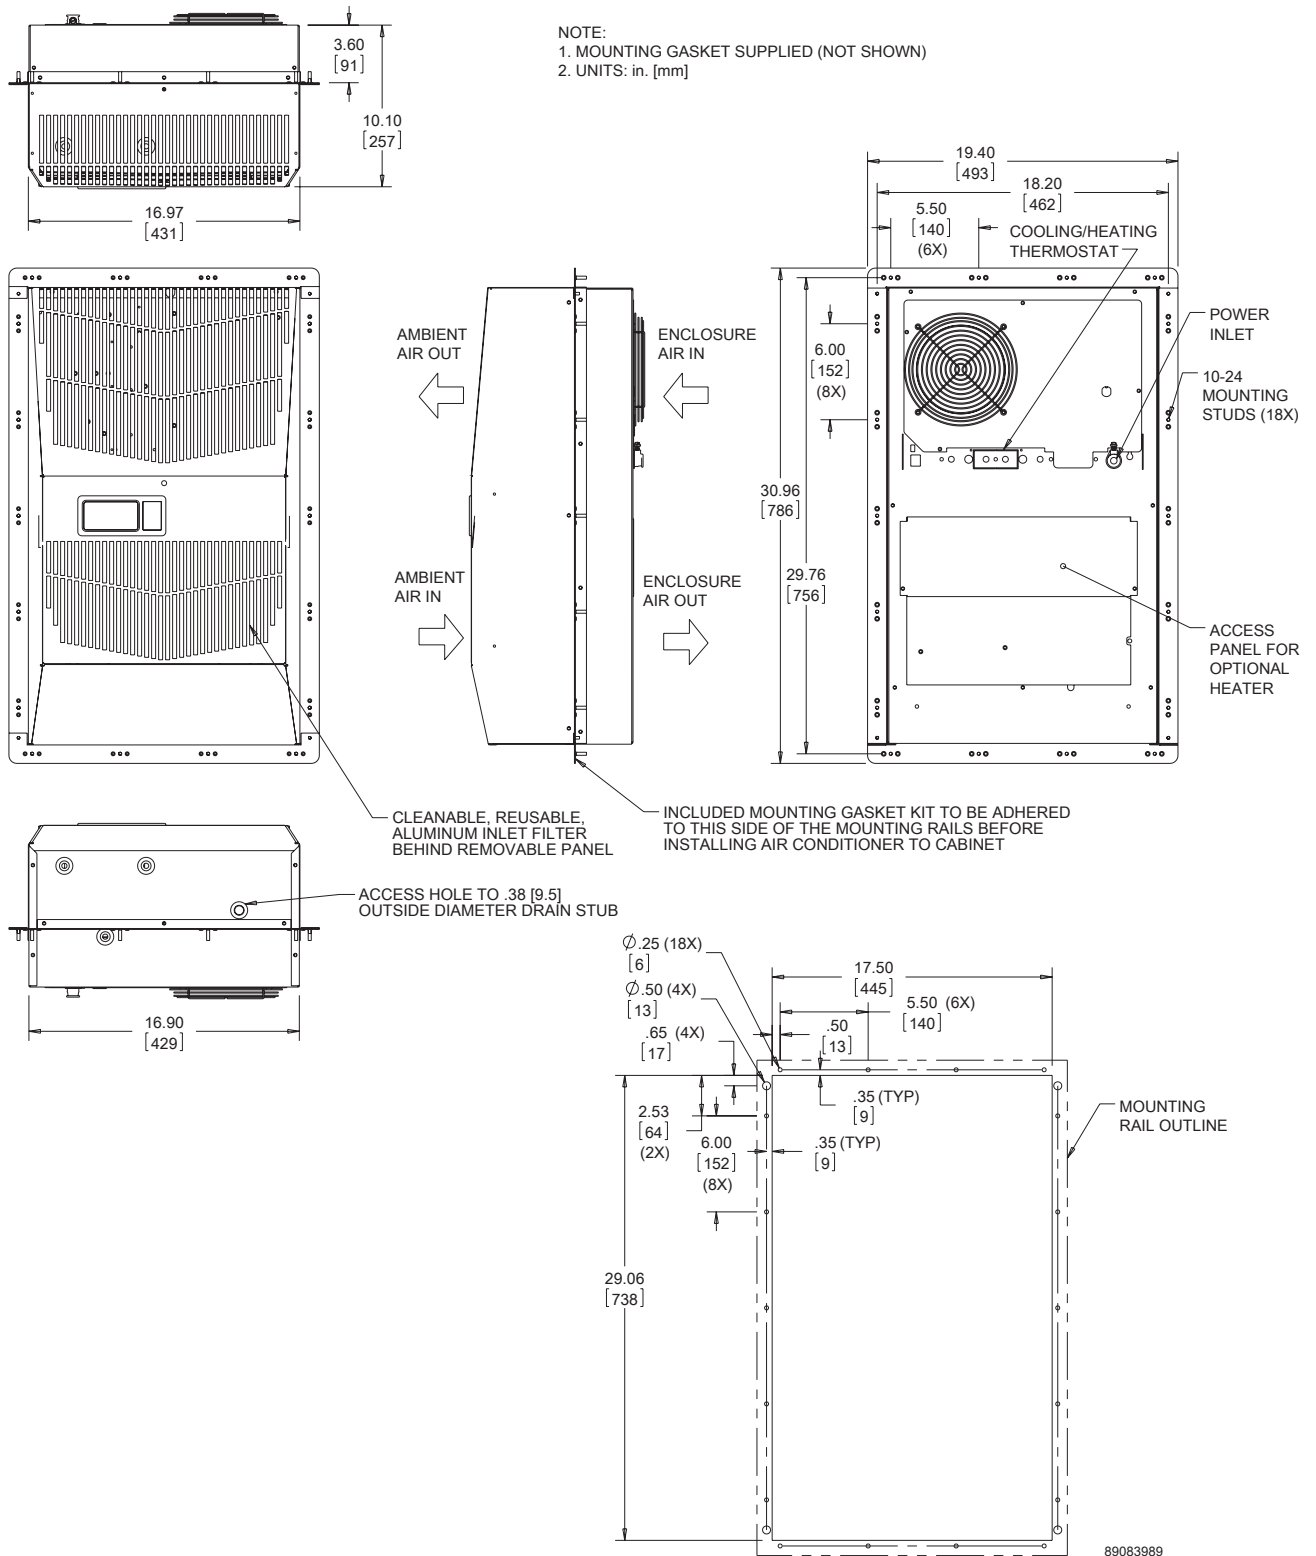 3.60
[91]
10.10
[257]
16.97
[431]
NOTE:
1. MOUNTING GASKET SUPPLIED (NOT SHOWN)
2. UNITS: in. [mm]
19.40
[493]
18.20
[462]
5.50
[140]
(6X)
COOLING/HEATING
THERMOSTAT
AMBIENT
AIR OUT
ENCLOSURE
AIR IN
6.00
[152]
(8X)
POWER
INLET
10-24
MOUNTING
STUDS (18X)
30.96
[786]
29.76
[756]
AMBIENT
AIR IN
ENCLOSURE
AIR OUT
ACCESS
PANEL FOR
OPTIONAL
HEATER
CLEANABLE, REUSABLE,
ALUMINUM INLET FILTER
BEHIND REMOVABLE PANEL
INCLUDED MOUNTING GASKET KIT TO BE ADHERED
TO THIS SIDE OF THE MOUNTING RAILS BEFORE
INSTALLING AIR CONDITIONER TO CABINET
ACCESS HOLE TO .38 [9.5]
OUTSIDE DIAMETER DRAIN STUB
16.90
[429]
∅.25 (18X)
[6]
∅.50 (4X)
[13]
.65 (4X)
[17]
17.50
[445]
5.50 (6X)
[140]
.50
[13]
2.53
[64]
(2X)
6.00
[152]
(8X)
.35 (TYP)
[9]
.35 (TYP)
[9]
MOUNTING
RAIL OUTLINE
29.06
[738]
89083989